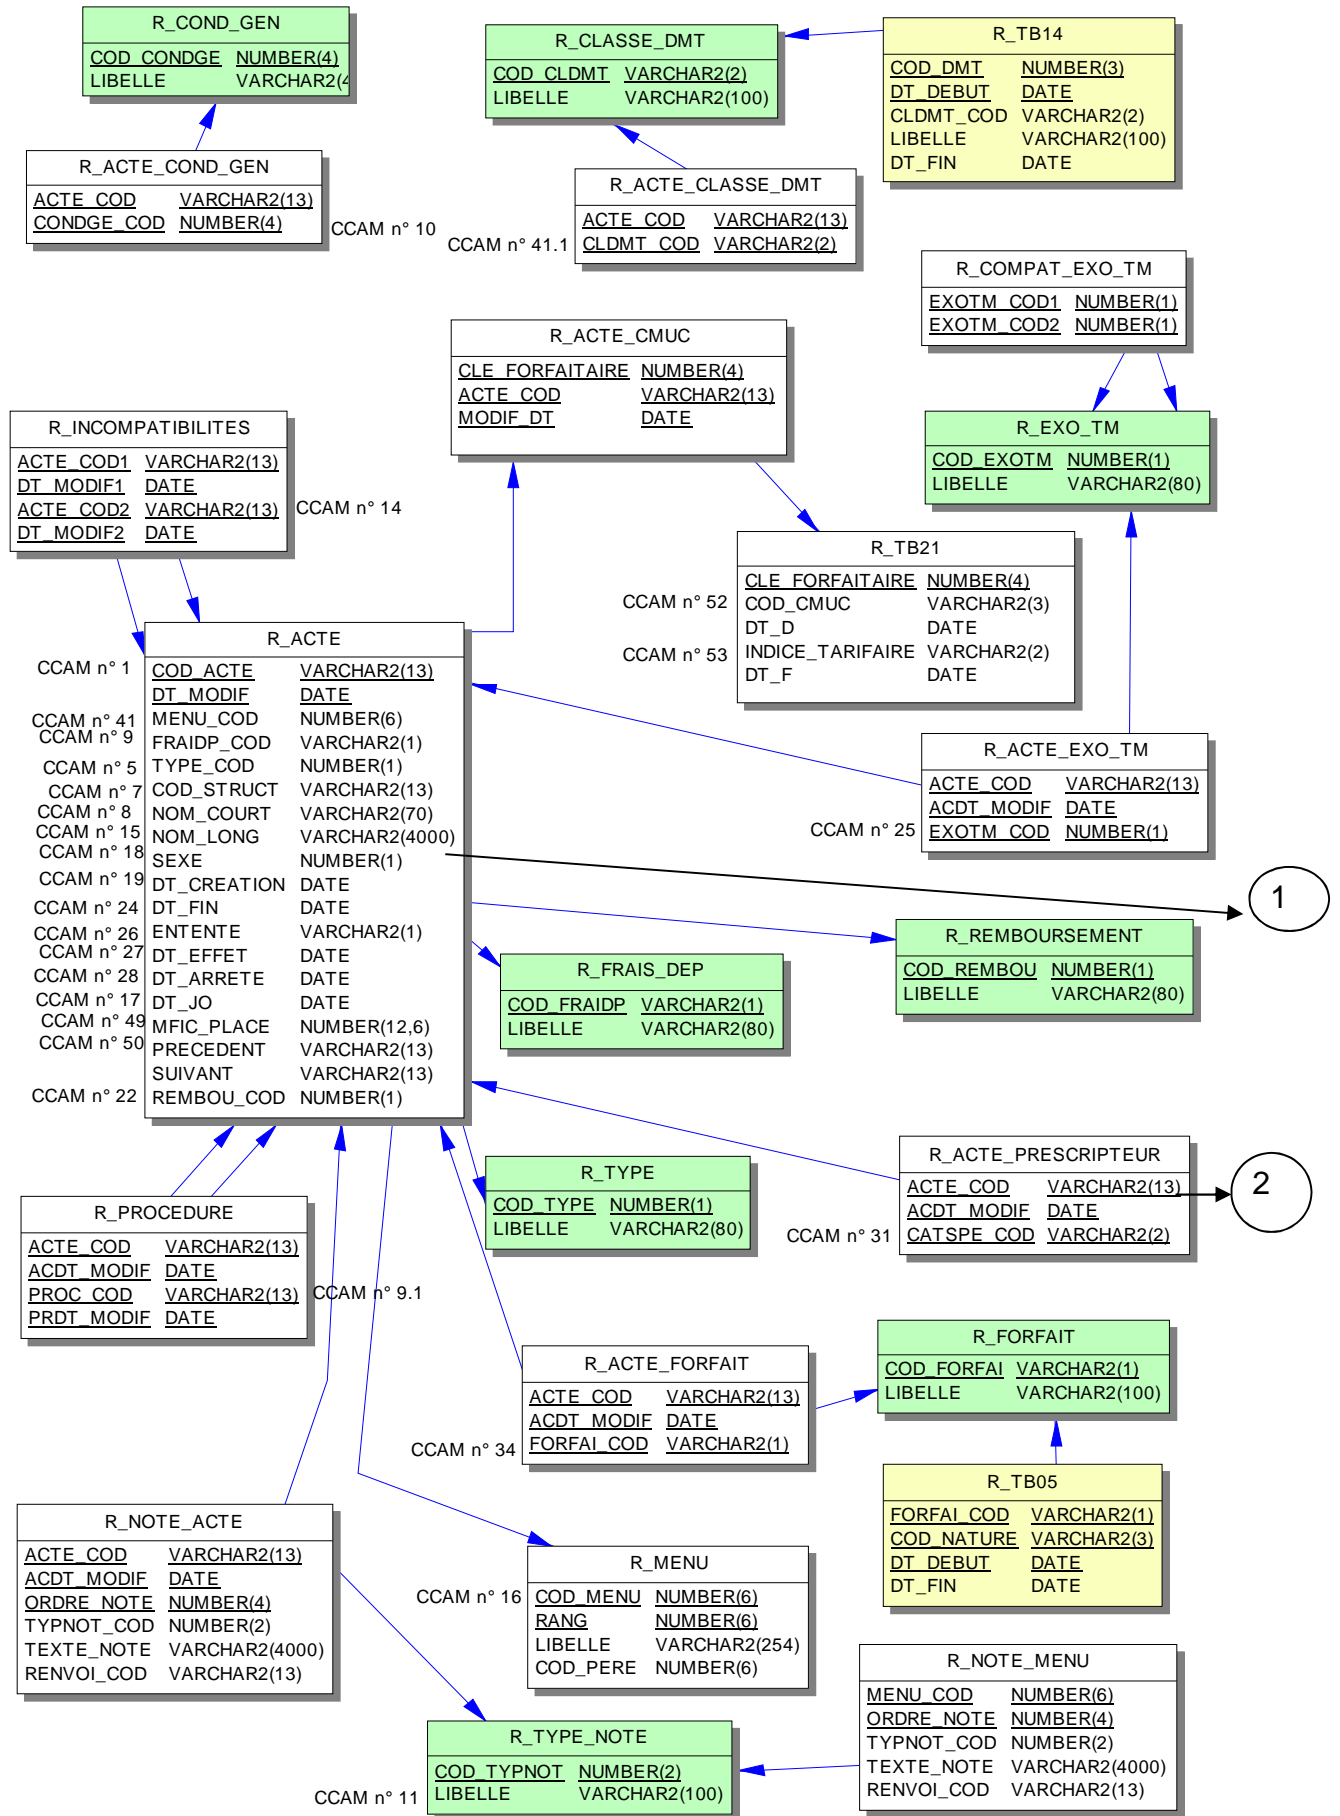 R_COND_GEN
COD_CONDGE NUMBER(4)
LIBELLE VARCHAR2(4
R_CLASSE_DMT
COD_CLDMT VARCHAR2(2)
LIBELLE VARCHAR2(100)
R_TB14
COD_DMT NUMBER(3)
DT_DEBUT DATE
CLDMT_COD VARCHAR2(2)
LIBELLE VARCHAR2(100)
DT_FIN DATE
R_ACTE_COND_GEN
ACTE_COD VARCHAR2(13)
CONDGE_COD NUMBER(4)
CCAM n° 10
R_ACTE_CLASSE_DMT
ACTE_COD VARCHAR2(13)
CLDMT_COD VARCHAR2(2)
CCAM n° 41.1
R_COMPAT_EXO_TM
EXOTM_COD1 NUMBER(1)
EXOTM_COD2 NUMBER(1)
R_ACTE_CMUC
CLE_FORFAITAIRE NUMBER(4)
ACTE_COD VARCHAR2(13)
MODIF_DT DATE
R_INCOMPATIBILITES
ACTE_COD1 VARCHAR2(13)
DT_MODIF1 DATE
ACTE_COD2 VARCHAR2(13)
DT_MODIF2 DATE
CCAM n° 14
R_EXO_TM
COD_EXOTM NUMBER(1)
LIBELLE VARCHAR2(80)
R_TB21
CLE_FORFAITAIRE NUMBER(4)
CCAM n° 52 COD_CMUC VARCHAR2(3)
DT_D DATE
CCAM n° 53 INDICE_TARIFAIRE VARCHAR2(2)
DT_F DATE
R_ACTE
CCAM n° 1 COD_ACTE VARCHAR2(13)
DT_MODIF DATE
CCAM n° 41 MENU_COD NUMBER(6)
CCAM n° 9 FRAIDP_COD VARCHAR2(1)
CCAM n° 5 TYPE_COD NUMBER(1)
CCAM n° 7 COD_STRUCT VARCHAR2(13)
CCAM n° 8 NOM_COURT VARCHAR2(70)
CCAM n° 15 NOM_LONG VARCHAR2(4000)
CCAM n° 18 SEXE NUMBER(1)
CCAM n° 19 DT_CREATION DATE
CCAM n° 24 DT_FIN DATE
CCAM n° 26 ENTENTE VARCHAR2(1)
CCAM n° 27 DT_EFFET DATE
CCAM n° 28 DT_ARRETE DATE
CCAM n° 17 DT_JO DATE
CCAM n° 49 MFIC_PLACE NUMBER(12,6)
CCAM n° 50 PRECEDENT VARCHAR2(13)
SUIVANT VARCHAR2(13)
CCAM n° 22 REMBOU_COD NUMBER(1)
R_ACTE_EXO_TM
ACTE_COD VARCHAR2(13)
ACDT_MODIF DATE
EXOTM_COD NUMBER(1)
CCAM n° 25
1
R_REMBOURSEMENT
COD_REMBOU NUMBER(1)
LIBELLE VARCHAR2(80)
R_FRAIS_DEP
COD_FRAIDP VARCHAR2(1)
LIBELLE VARCHAR2(80)
R_ACTE_PRESCRIPTEUR
ACTE_COD VARCHAR2(13)
ACDT_MODIF DATE
CATSPE_COD VARCHAR2(2)
CCAM n° 31
2
R_TYPE
COD_TYPE NUMBER(1)
LIBELLE VARCHAR2(80)
R_PROCEDURE
ACTE_COD VARCHAR2(13)
ACDT_MODIF DATE
PROC_COD VARCHAR2(13)
PRDT_MODIF DATE
CCAM n° 9.1
R_ACTE_FORFAIT
ACTE_COD VARCHAR2(13)
ACDT_MODIF DATE
FORFAI_COD VARCHAR2(1)
CCAM n° 34
R_FORFAIT
COD_FORFAI VARCHAR2(1)
LIBELLE VARCHAR2(100)
R_TB05
FORFAI_COD VARCHAR2(1)
COD_NATURE VARCHAR2(3)
DT_DEBUT DATE
DT_FIN DATE
R_NOTE_ACTE
ACTE_COD VARCHAR2(13)
ACDT_MODIF DATE
ORDRE_NOTE NUMBER(4)
TYPNOT_COD NUMBER(2)
TEXTE_NOTE VARCHAR2(4000)
RENVOI_COD VARCHAR2(13)
R_MENU
CCAM n° 16 COD_MENU NUMBER(6)
RANG NUMBER(6)
LIBELLE VARCHAR2(254)
COD_PERE NUMBER(6)
R_NOTE_MENU
MENU_COD NUMBER(6)
ORDRE_NOTE NUMBER(4)
TYPNOT_COD NUMBER(2)
TEXTE_NOTE VARCHAR2(4000)
RENVOI_COD VARCHAR2(13)
R_TYPE_NOTE
COD_TYPNOT NUMBER(2)
LIBELLE VARCHAR2(100)
CCAM n° 11